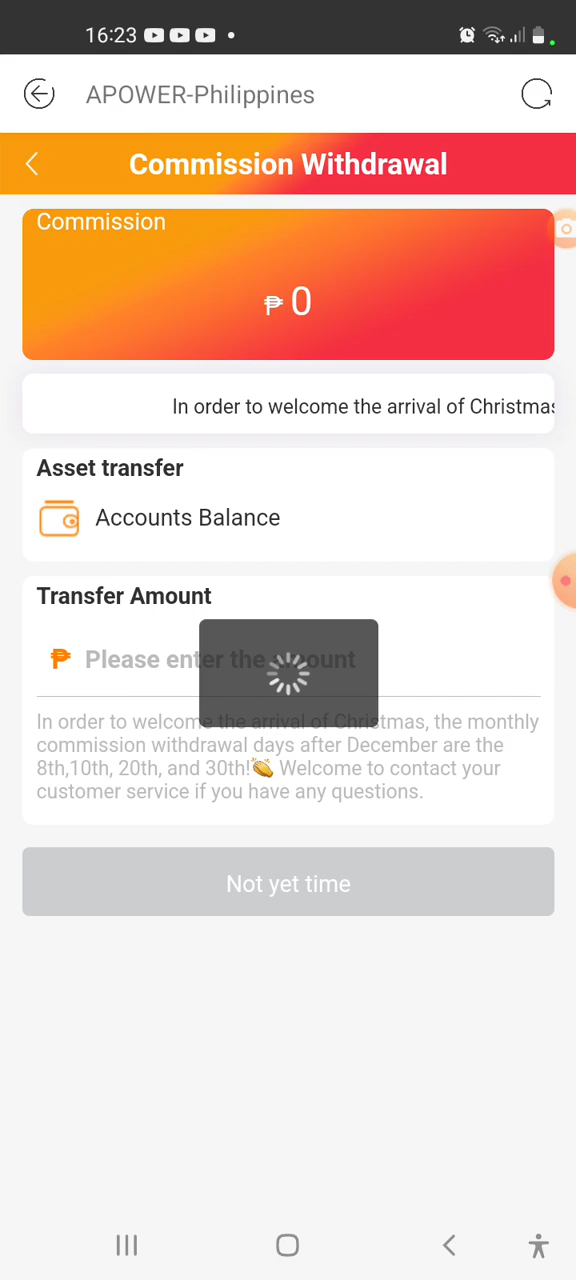 16:23
APOWER-Philippines
Commission Withdrawal
Commission
₱ 0
In order to welcome the arrival of Christmas
Asset transfer
Accounts Balance
Transfer Amount
₱ Please enter the amount
In order to welcome the arrival of Christmas, the monthly
commission withdrawal days after December are the
8th,10th, 20th, and 30th!👏 Welcome to contact your
customer service if you have any questions.
Not yet time